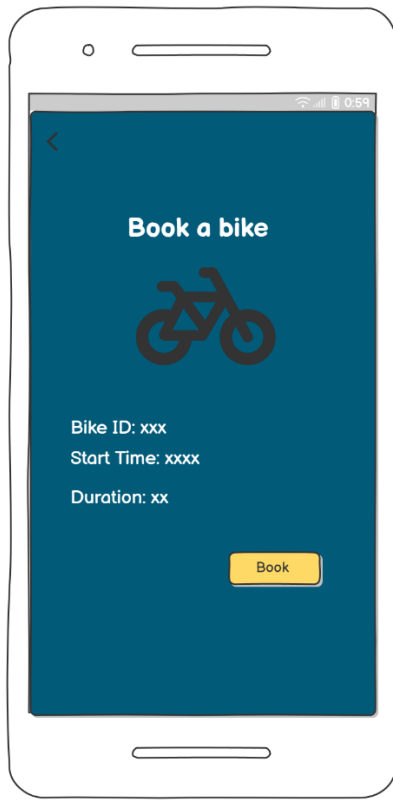 0:59
Book a bike
Bike ID: xxx
Start Time: xxxx
Duration: xx
Book